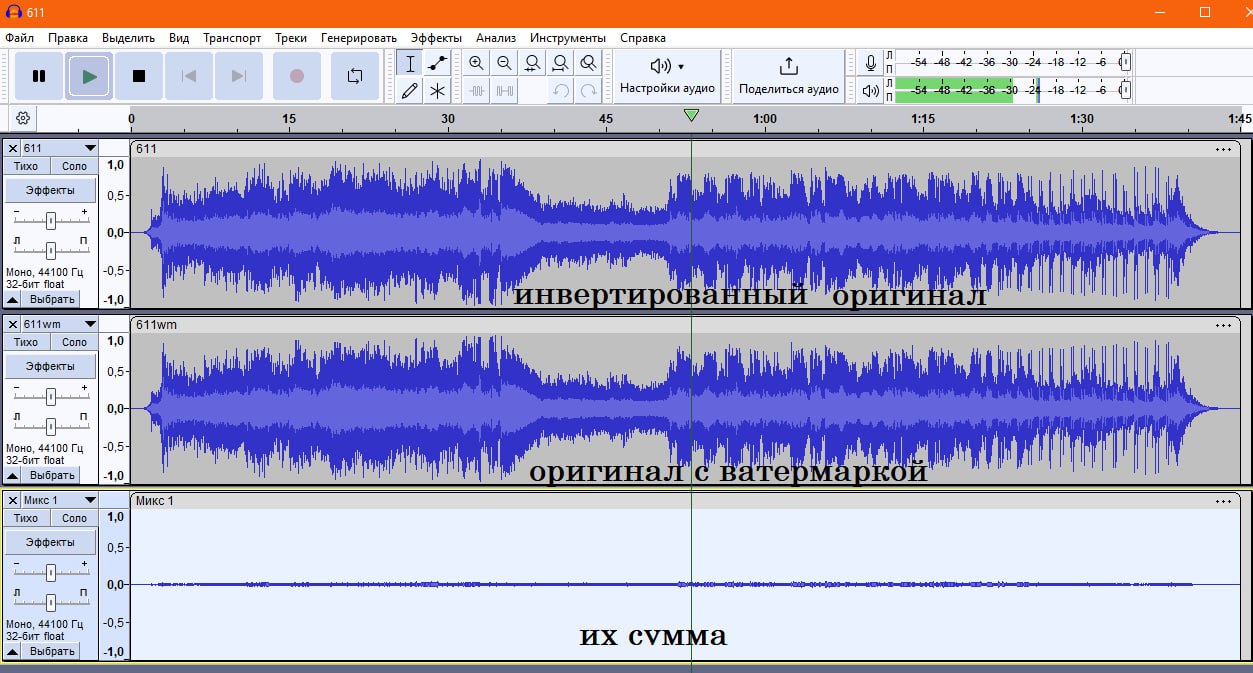 611
Файл Правка Выделить Вид Транспорт Треки Генерировать Эффекты Анализ Инструменты Справка
Настройки аудио
Поделиться аудио
Л
П
-54 -48 -42 -36 -30 -24 -18 -12 -6 0
Л
П
-54 -48 -42 -36 -30 -24 -18 -12 -6 0
0 15 30 45 1:00 1:15 1:30 1:45
611
611
Тихо Соло
Эффекты
- +
Л П
Моно, 44100 Гц
32-бит float
Выбрать
1,0
0,5
0,0
-0,5
-1,0
инвертированный оригинал
611wm
611wm
Тихо Соло
Эффекты
- +
Л П
Моно, 44100 Гц
32-бит float
Выбрать
1,0
0,5
0,0
-0,5
-1,0
оригинал с ватермаркой
Микс 1
Микс 1
Тихо Соло
Эффекты
- +
Л П
Моно, 44100 Гц
32-бит float
Выбрать
1,0
0,5
0,0
-0,5
-1,0
их сумма